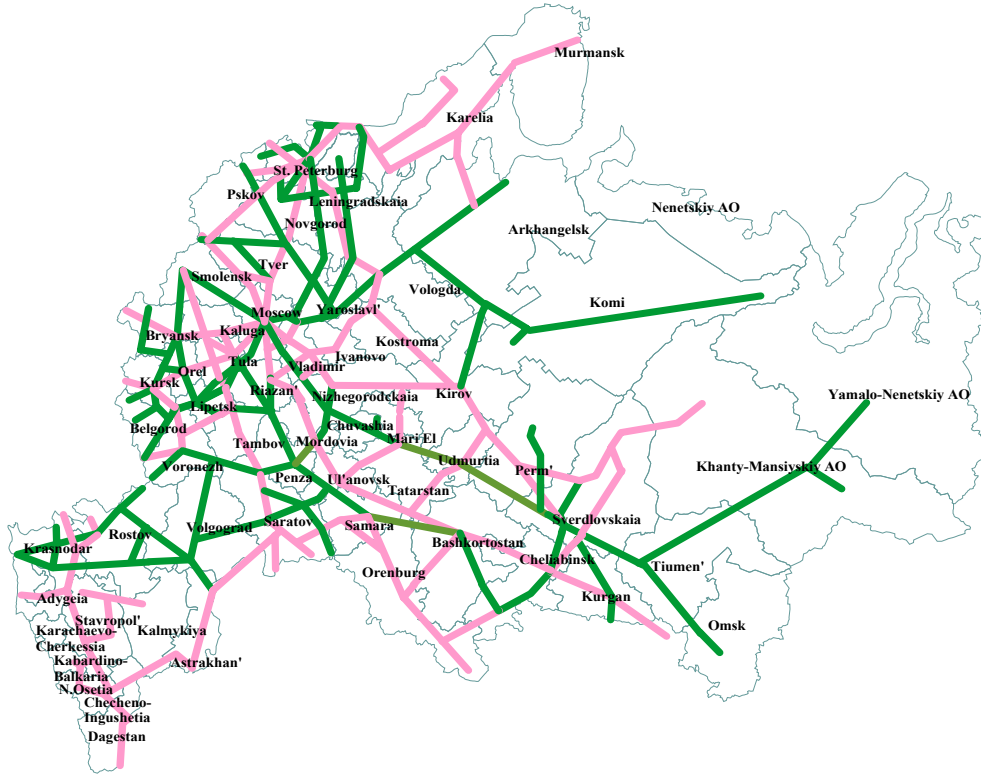 Murmansk
Karelia
St. Peterburg
Pskov
Leningradskaia
Nenetskiy AO
Novgorod
Arkhangelsk
Tver
Smolensk
Vologda
Komi
Moscow
Yaroslavl'
Kaluga
Bryansk
Kostroma
Ivanovo
Tula
Vladimir
Orel
Kursk
Riazan'
Nizhegorodckaia
Kirov
Yamalo-Nenetskiy AO
Lipetsk
Belgorod
Chuvashia
Tambov
Mordovia
Mari El
Voronezh
Udmurtia
Perm'
Khanty-Mansivskiy AO
Penza
Ul'anovsk
Tatarstan
Sverdlovskaia
Saratov
Samara
Volgograd
Rostov
Bashkortostan
Krasnodar
Cheliabinsk
Tiumen'
Orenburg
Kurgan
Adygeia
Stavropol'
Omsk
Karachaevo-
Cherkessia
Kalmykiya
Kabardino-
Balkaria
Astrakhan'
N.Osetia
Checheno-
Ingushetia
Dagestan